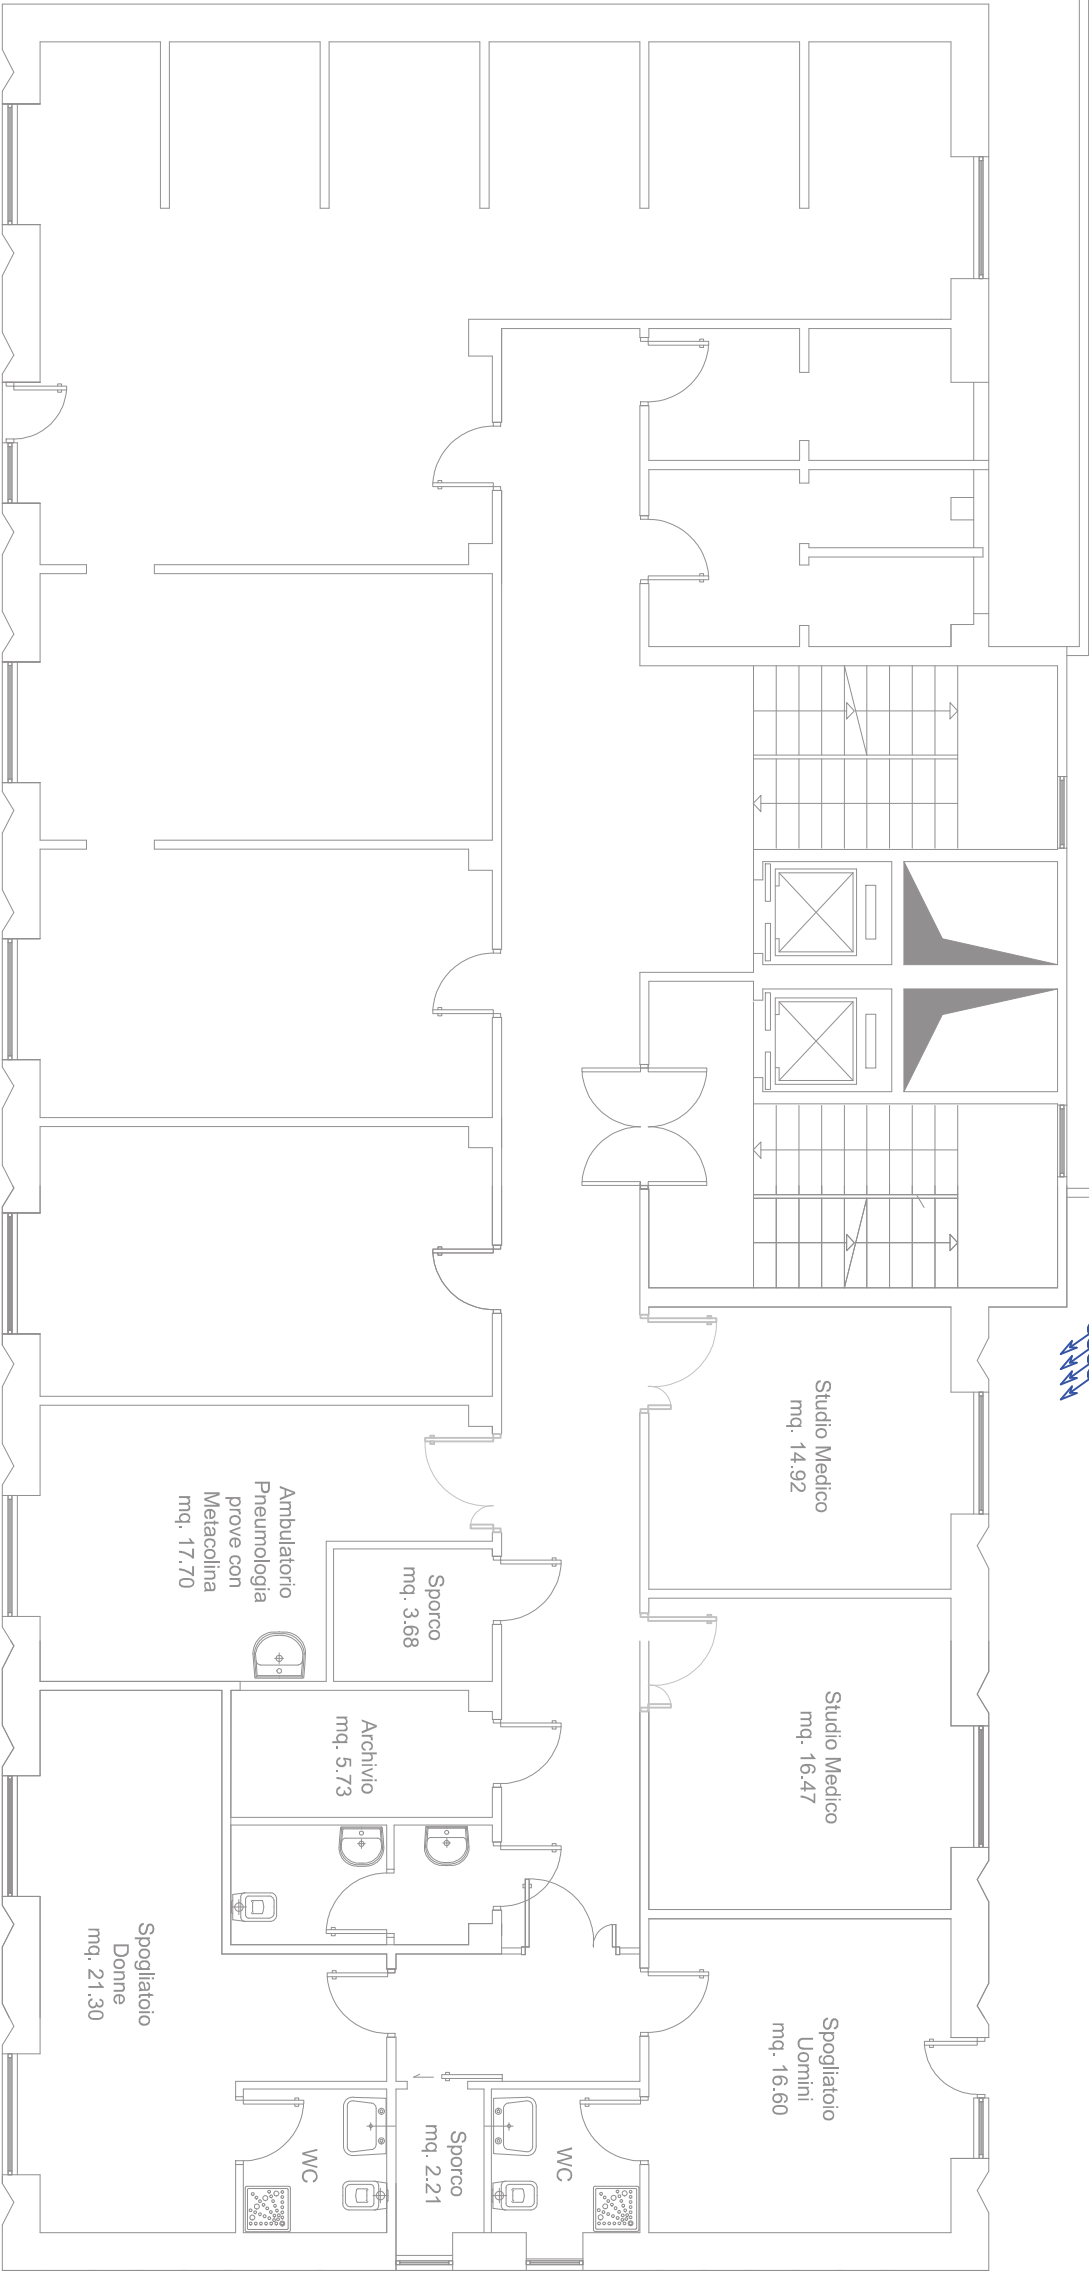 Studio Medico
mq. 14.92
Studio Medico
mq. 16.47
Spogliatoio
Uomini
mq. 16.60
Ambulatorio
Pneumologia
prove con
Metacolina
mq. 17.70
Sporco
mq. 3.68
Archivio
mq. 5.73
Spogliatoio
Donne
mq. 21.30
WC
Sporco
mq. 2.21
WC